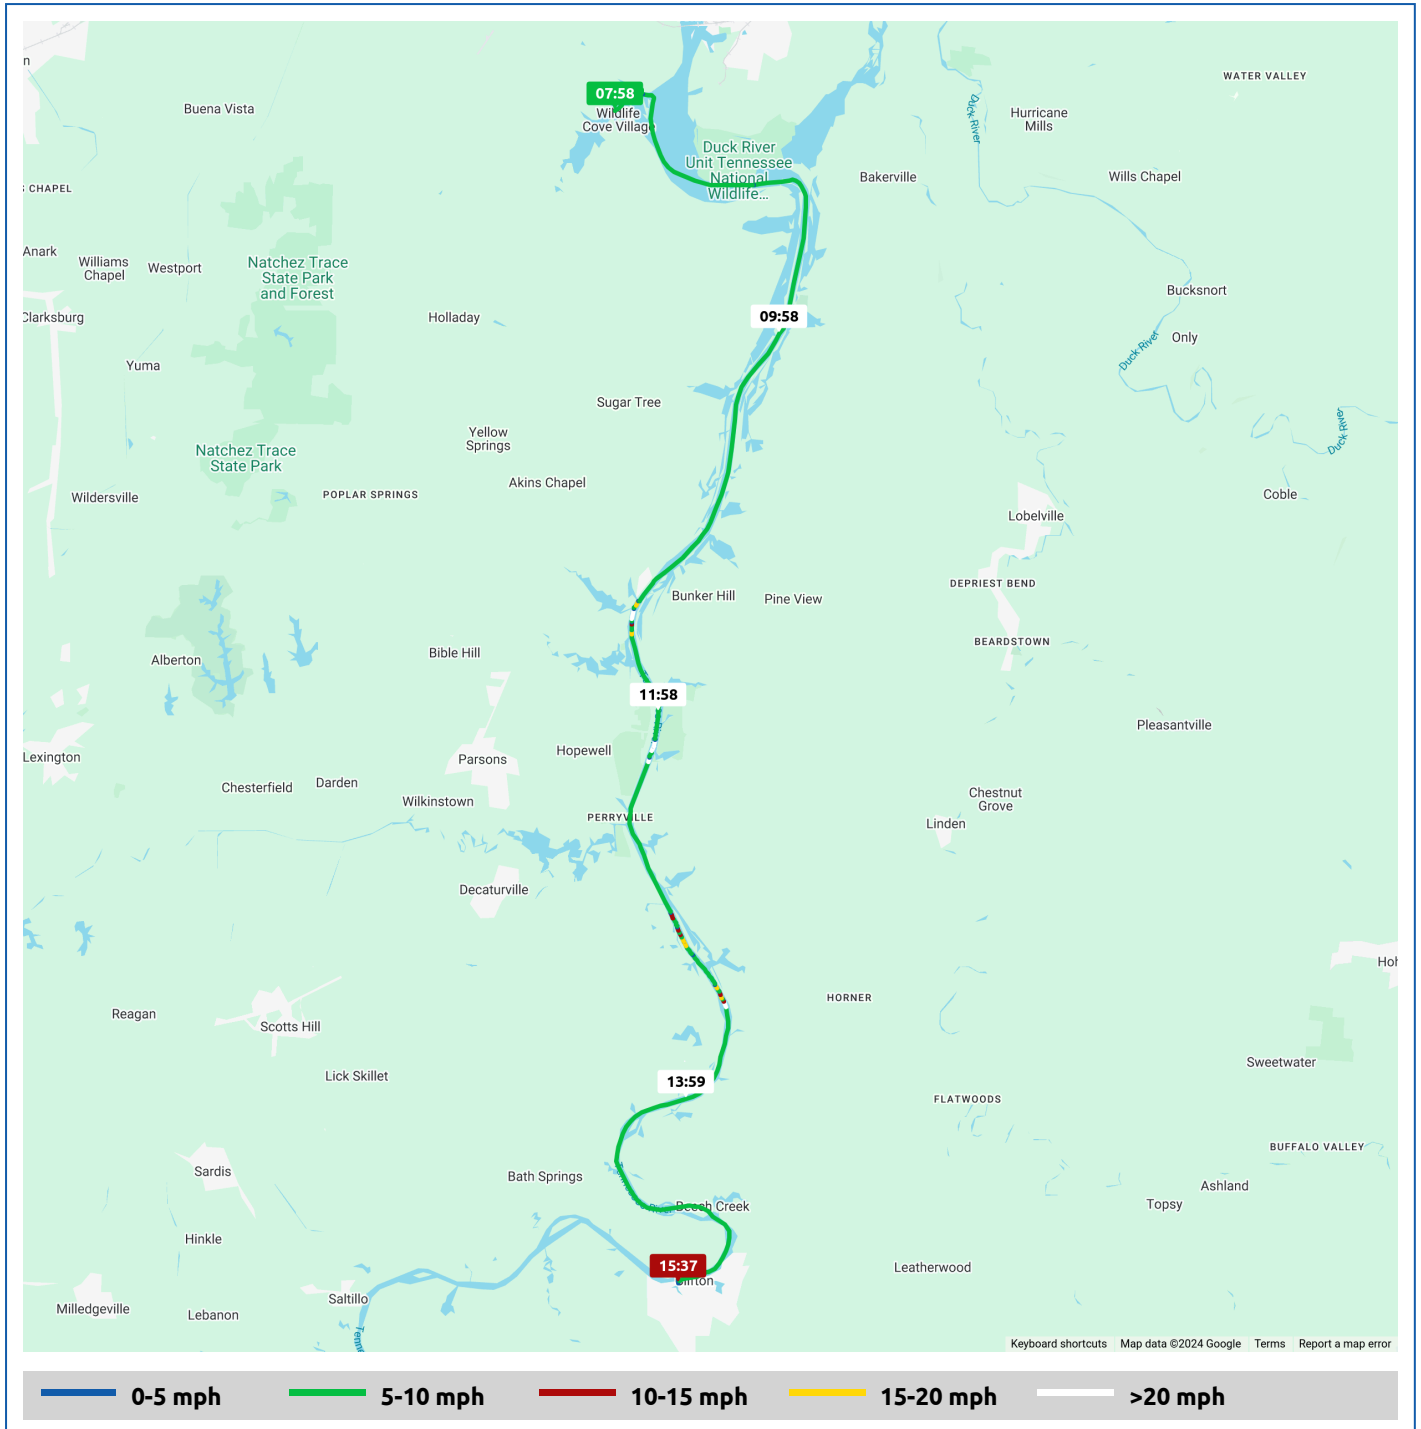 n
WATER VALLEY
07:58
Buena Vista
Wildlife
Cove Village
Duck River
Hurricane
Mills
Duck River
Unit Tennessee
National
Wildlife...
Bakerville
Wills Chapel
S CHAPEL
Anark
Williams
Chapel
Westport
Natchez Trace
State Park
and Forest
Bucksnort
Clarksburg
Holladay
09:58
Only
Duck River
Yuma
Sugar Tree
Duck River
Yellow
Springs
Natchez Trace
State Park
Akins Chapel
Wildersville
POPLAR SPRINGS
Coble
Lobelville
DEPRIEST BEND
Bunker Hill
Pine View
BEARDSTOWN
Alberton
Bible Hill
11:58
Pleasantville
Hopewell
Lexington
Parsons
Chesterfield
Darden
Wilkinstown
Chestnut
Grove
PERRYVILLE
Linden
Decaturville
Hoh
HORNER
Reagan
Scotts Hill
Sweetwater
Lick Skillet
13:59
FLATWOODS
BUFFALO VALLEY
Sardis
Bath Springs
Ashland
Tennessee River
Beech Creek
Topsy
Hinkle
15:37
Clifton
Leatherwood
Saltillo
Milledgeville
Lebanon
Tenne
Keyboard shortcuts
Map data ©2024 Google
Terms
Report a map error
0-5 mph
5-10 mph
10-15 mph
15-20 mph
>20 mph